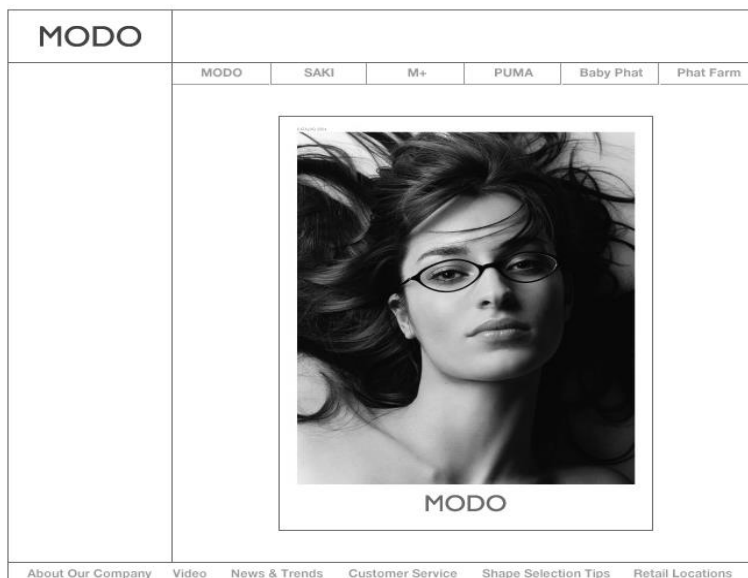 MODO
MODO SAKI M+ PUMA Baby Phat Phat Farm
MODO
About Our Company Video News & Trends Customer Service Shape Selection Tips Retail Locations